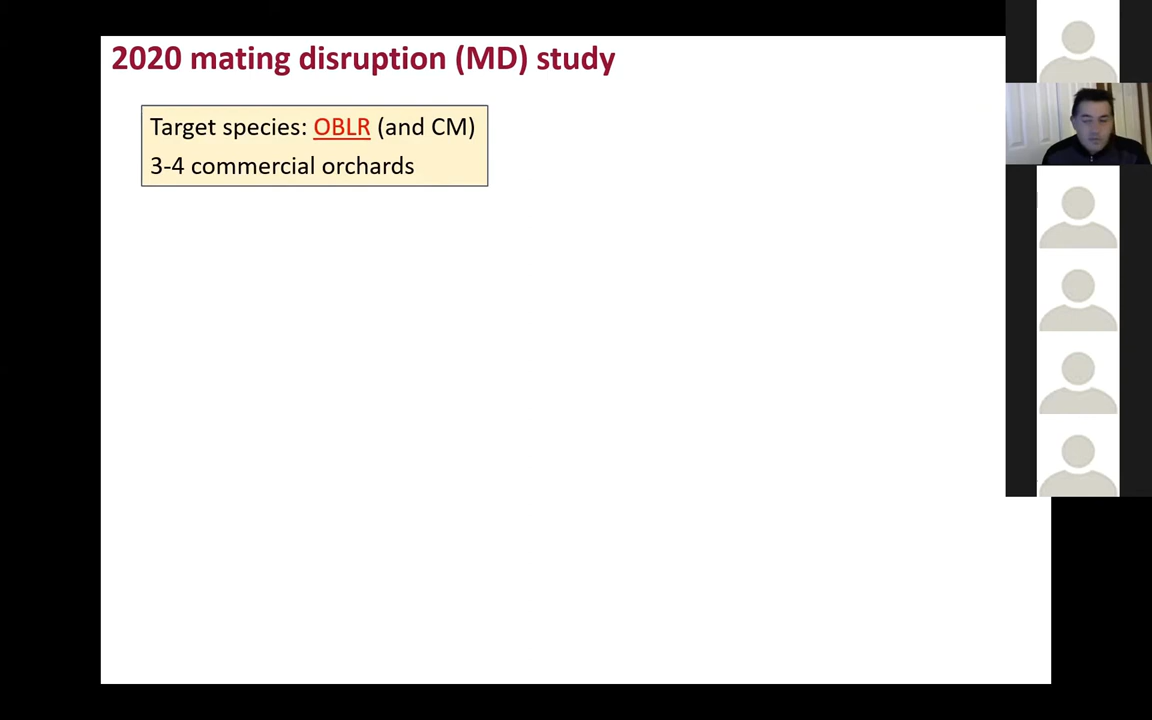 2020 mating disruption (MD) study
Target species: OBLR (and CM)
3-4 commercial orchards